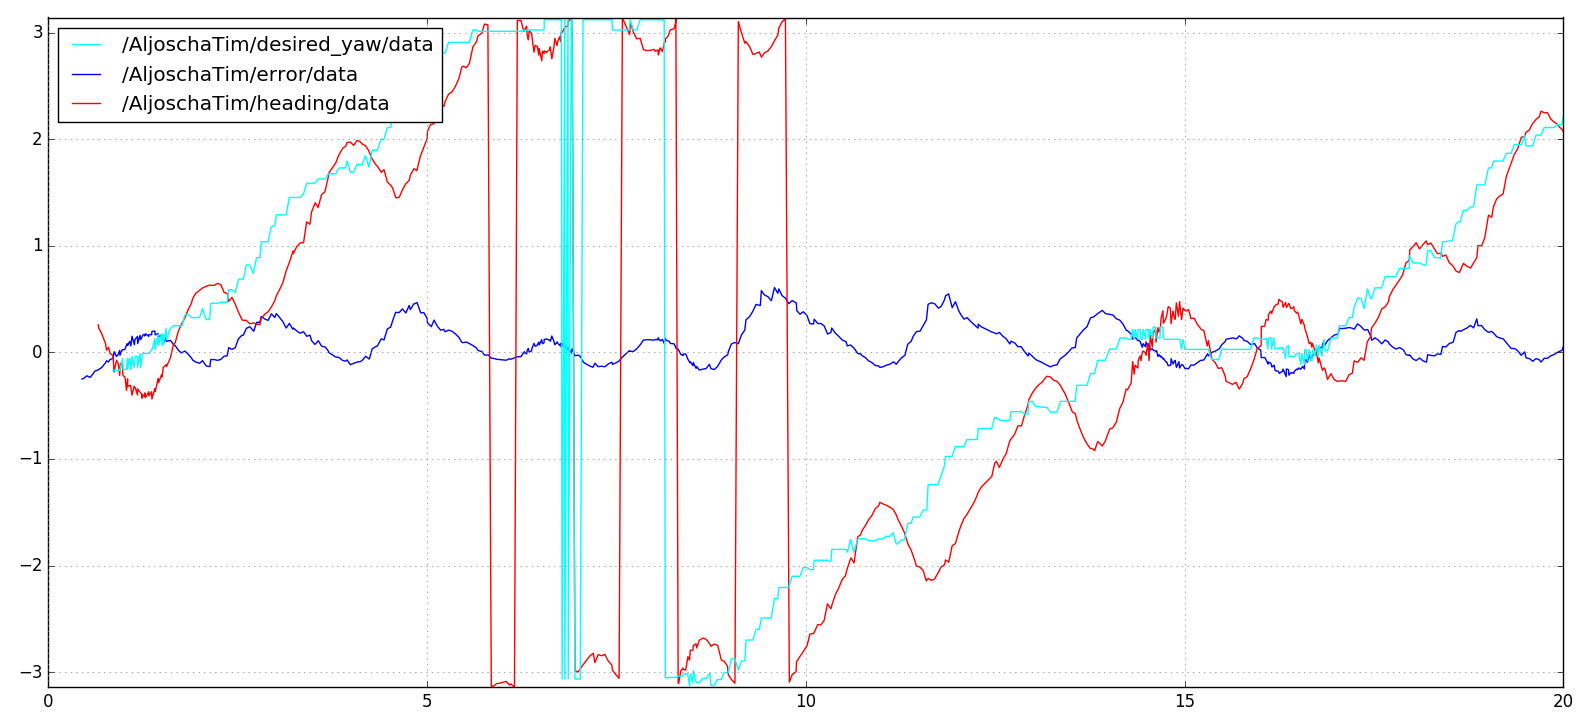 3
/AljoschaTim/desired_yaw/data
/AljoschaTim/error/data
/AljoschaTim/heading/data
2
1
0
−1
−2
−3
0 5 10 15 20